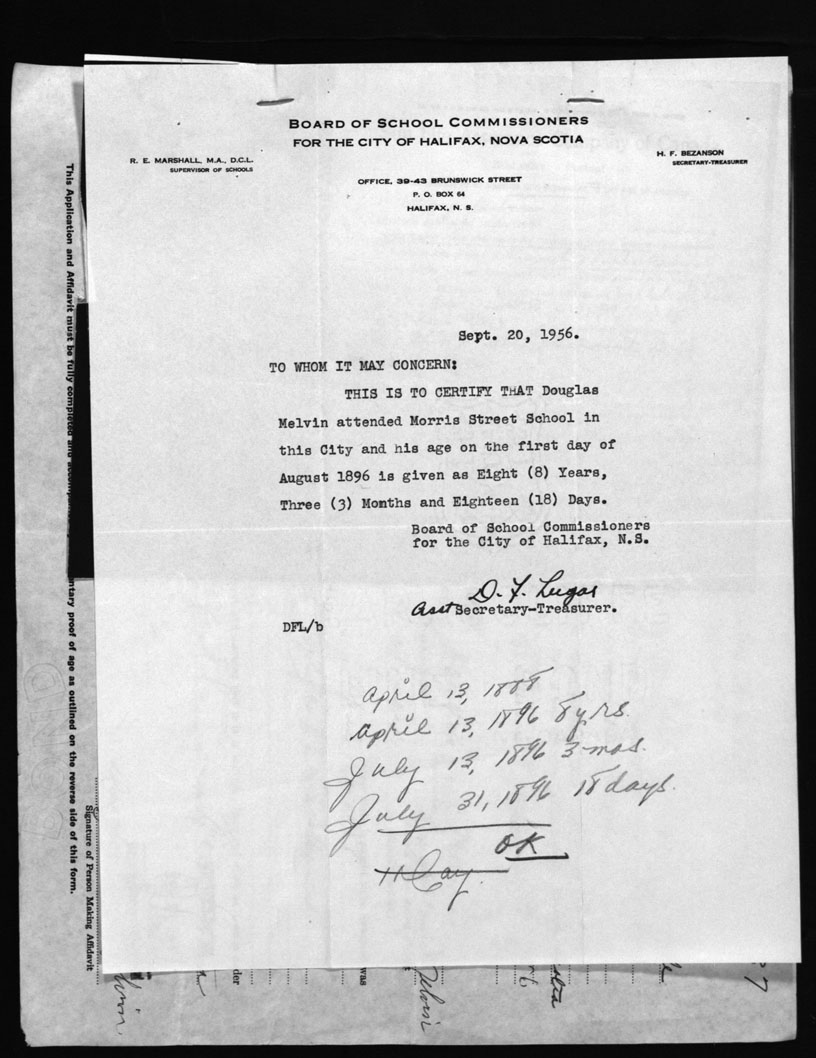 BOARD OF SCHOOL COMMISSIONERS
FOR THE CITY OF HALIFAX, NOVA SCOTIA
R. E. MARSHALL, M.A., D.C.L.
SUPERVISOR OF SCHOOLS
H. F. BEZANSON
SECRETARY-TREASURER
OFFICE, 39-43 BRUNSWICK STREET
P. O. BOX 64
HALIFAX, N. S.
Sept. 20, 1956.
TO WHOM IT MAY CONCERN:
THIS IS TO CERTIFY THAT Douglas
Melvin attended Morris Street School in
this City and his age on the first day of
August 1896 is given as Eight (8) Years,
Three (3) Months and Eighteen (18) Days.
Board of School Commissioners
for the City of Halifax, N.S.
D. F. Lugar
Asst Secretary-Treasurer.
DFL/b
April 13, 1888
April 13, 1896 8 yrs.
July 13, 1896 3 mos.
July 31, 1896 18 days.
OK
This Application and Affidavit must be fully completed and
proof of age as outlined on the reverse side of this form.
Signature of Person Making Affidavit
was